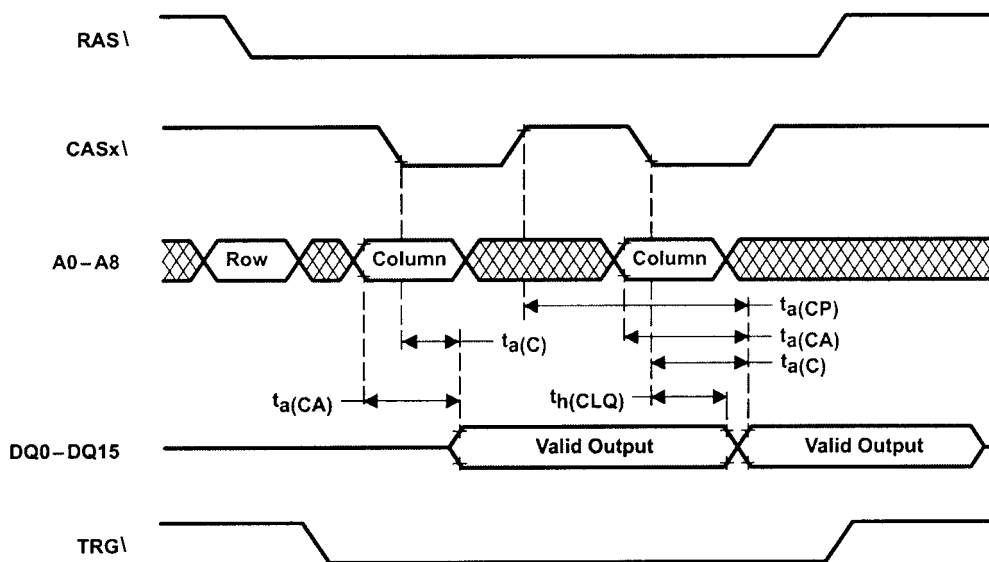 RAS\
CASx\
A0–A8
Row
Column
Column
ta(CP)
ta(C)
ta(CA)
ta(C)
ta(CA)
th(CLQ)
DQ0–DQ15
Valid Output
Valid Output
TRG\